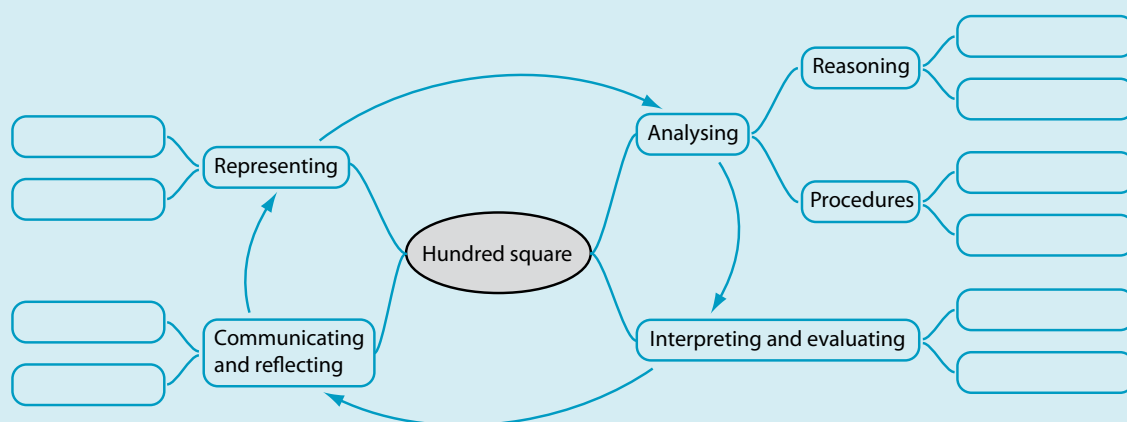 Reasoning
Analysing
Representing
Procedures
Hundred square
Communicating
and reflecting
Interpreting and evaluating